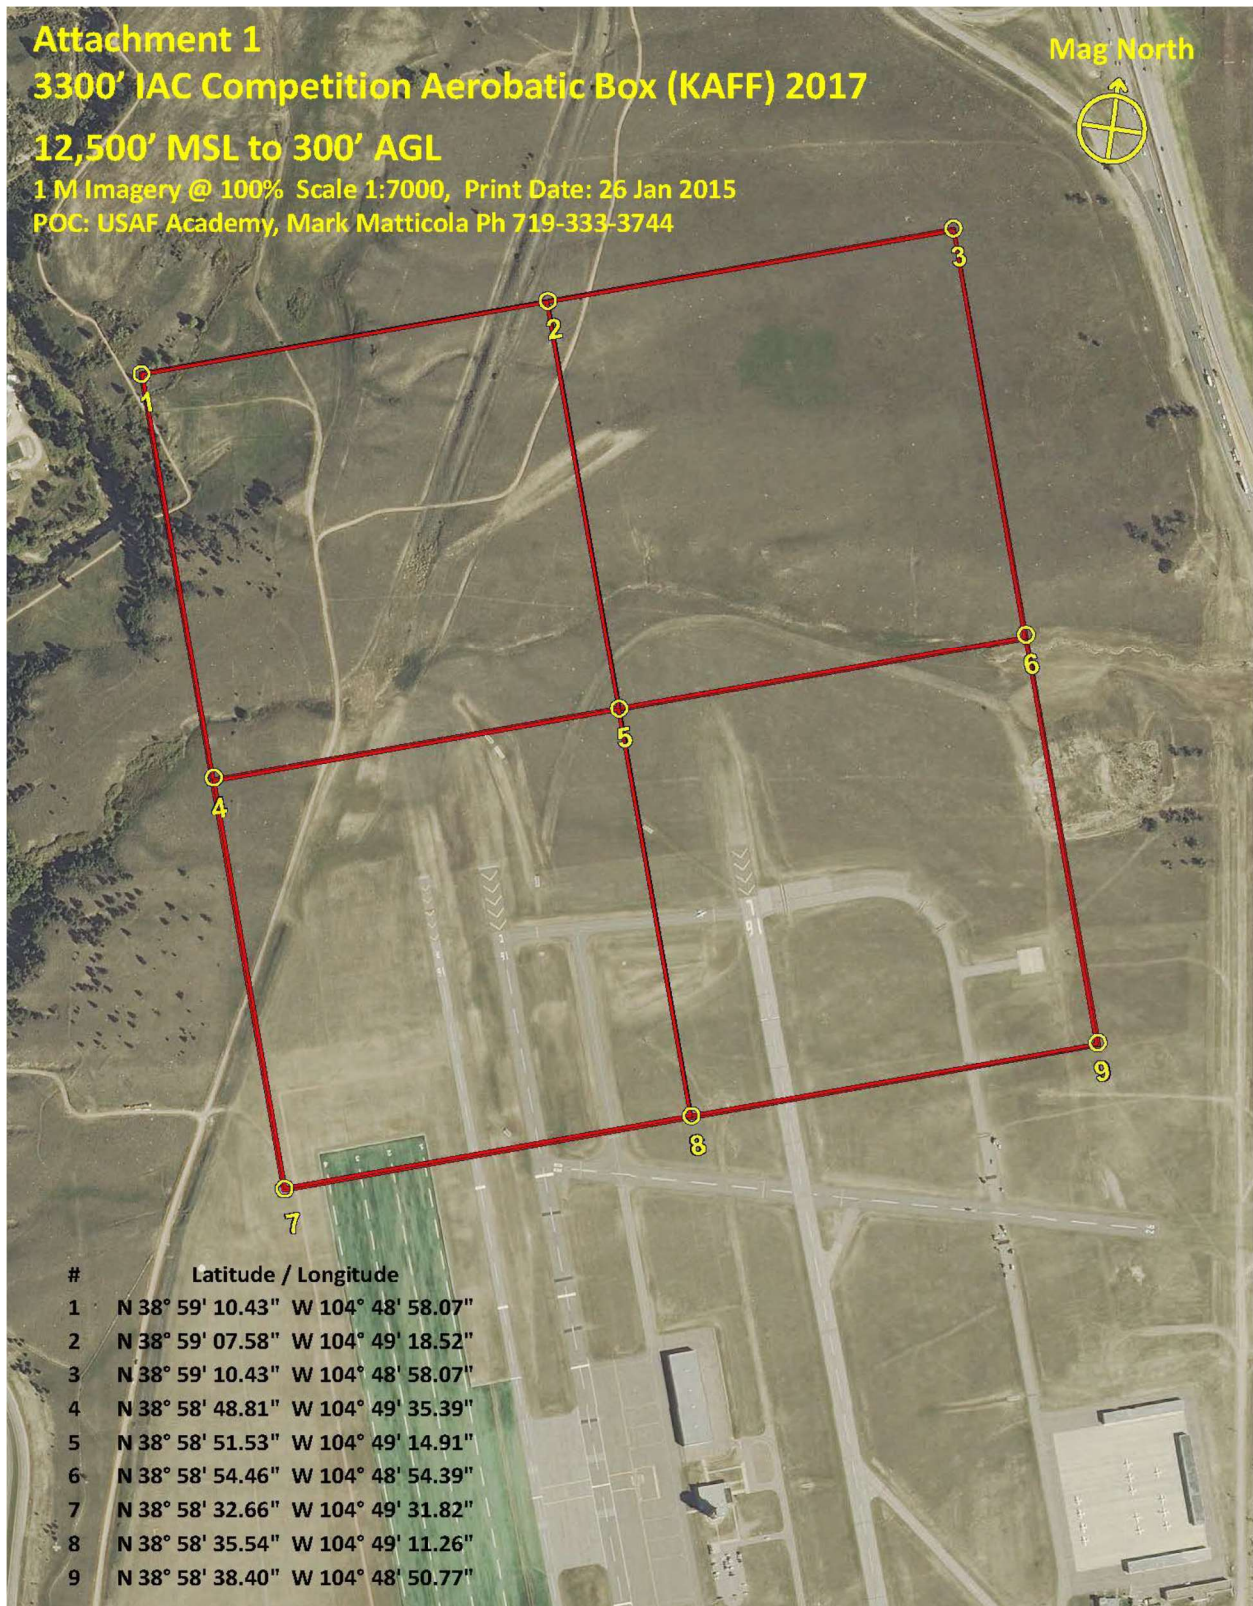 Attachment 1
3300' IAC Competition Aerobatic Box (KAFF) 2017
12,500' MSL to 300' AGL
1 M Imagery @ 100% Scale 1:7000, Print Date: 26 Jan 2015
POC: USAF Academy, Mark Matticola Ph 719-333-3744
Mag North
3
2
1
6
5
4
9
8
7
# Latitude / Longitude
1 N 38° 59' 10.43" W 104° 48' 58.07"
2 N 38° 59' 07.58" W 104° 49' 18.52"
3 N 38° 59' 10.43" W 104° 48' 58.07"
4 N 38° 58' 48.81" W 104° 49' 35.39"
5 N 38° 58' 51.53" W 104° 49' 14.91"
6 N 38° 58' 54.46" W 104° 48' 54.39"
7 N 38° 58' 32.66" W 104° 49' 31.82"
8 N 38° 58' 35.54" W 104° 49' 11.26"
9 N 38° 58' 38.40" W 104° 48' 50.77"